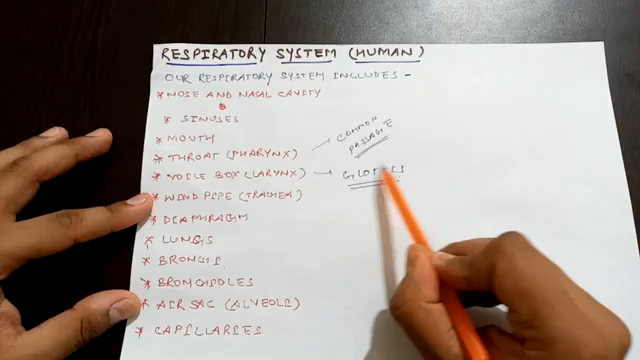 RESPIRATORY SYSTEM (HUMAN)
OUR RESPIRATORY SYSTEM INCLUDES -
* NOSE AND NASAL CAVITY
* SINUSES
* MOUTH
* THROAT (PHARYNX) → COMMON PASSAGE
* VOICE BOX (LARYNX) → GLOTTIS
* WIND PIPE (TRACHEA)
* DIAPHRAGM
* LUNGS
* BRONCHI.
* BRONCHIOLES
* AIR SAC (ALVEOLI)
* CAPILLARIES